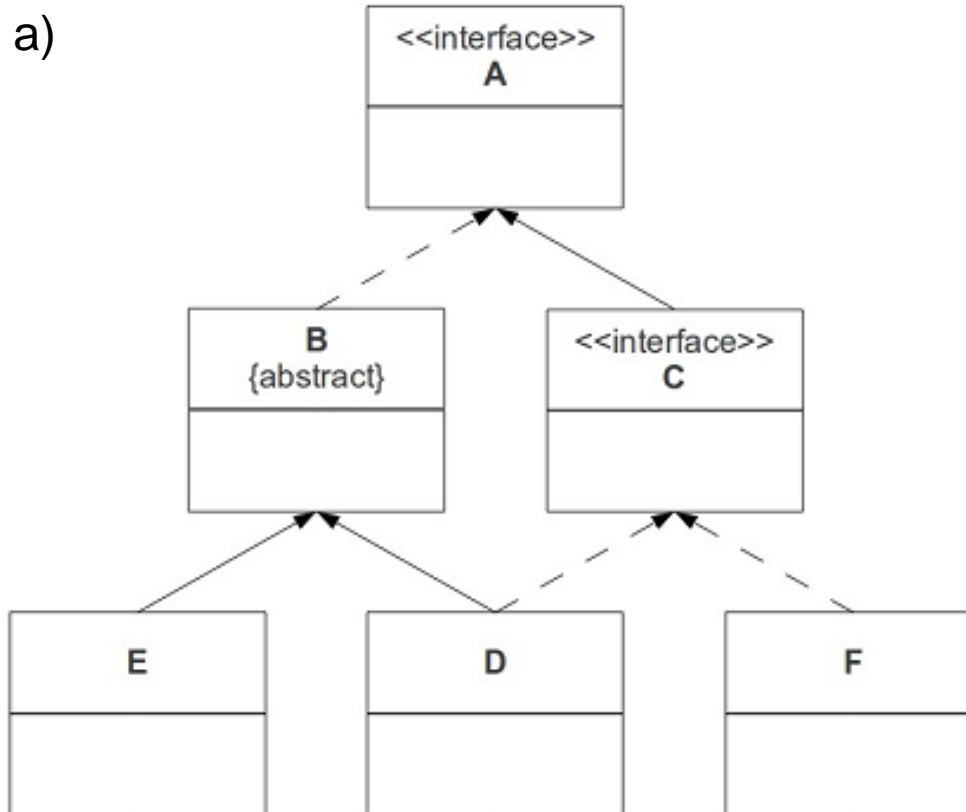 a)
<<interface>>
A
B
{abstract}
<<interface>>
C
E
D
F